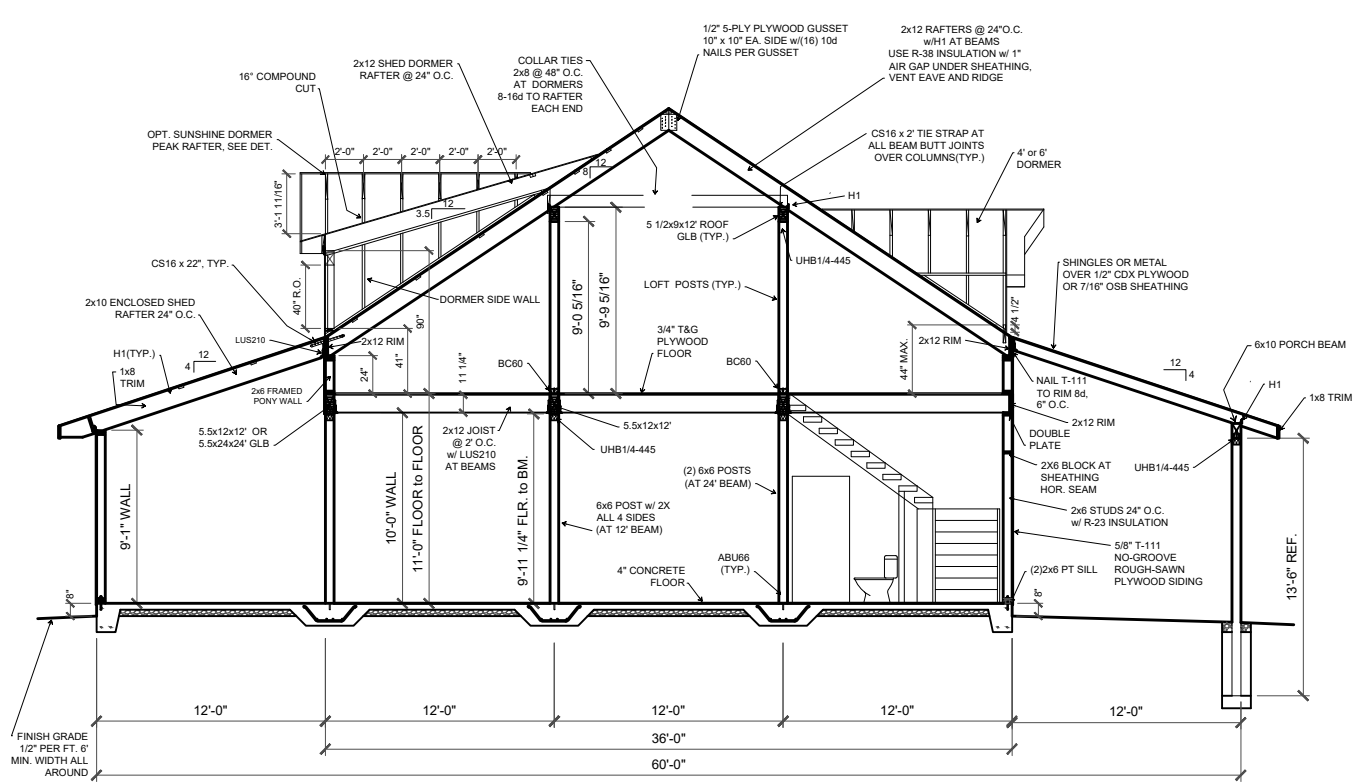 1/2" 5-PLY PLYWOOD GUSSET
10" x 10" EA. SIDE w/(16) 10d
NAILS PER GUSSET
2x12 RAFTERS @ 24"O.C.
w/H1 AT BEAMS
USE R-38 INSULATION w/ 1"
AIR GAP UNDER SHEATHING,
VENT EAVE AND RIDGE
COLLAR TIES
2x8 @ 48" O.C.
AT DORMERS
8-16d TO RAFTER
EACH END
2x12 SHED DORMER
RAFTER @ 24" O.C.
16° COMPOUND
CUT
OPT. SUNSHINE DORMER
PEAK RAFTER, SEE DET.
CS16 x 2' TIE STRAP AT
ALL BEAM BUTT JOINTS
OVER COLUMNS(TYP.)
4' or 6'
DORMER
2'-0"
2'-0"
2'-0"
2'-0"
2'-0"
12
8
3'-1 11/16"
12
3.5
H1
5 1/2x9x12' ROOF
GLB (TYP.)
UHB1/4-445
CS16 x 22", TYP.
40" R.O.
DORMER SIDE WALL
LOFT POSTS (TYP.)
SHINGLES OR METAL
OVER 1/2" CDX PLYWOOD
OR 7/16" OSB SHEATHING
2x10 ENCLOSED SHED
RAFTER 24" O.C.
9'-0 5/16"
9'-9 5/16"
90"
4 1/2"
LUS210
2x12 RIM
3/4" T&G
PLYWOOD
FLOOR
2x12 RIM
6x10 PORCH BEAM
H1(TYP.)
12
4
1x8
TRIM
24"
41"
11 1/4"
BC60
BC60
44" MAX.
12
4
H1
1x8 TRIM
2x6 FRAMED
PONY WALL
NAIL T-111
TO RIM 8d,
6" O.C.
2x12 RIM
DOUBLE
PLATE
5.5x12x12' OR
5.5x24x24' GLB
2x12 JOIST
@ 2' O.C.
w/ LUS210
AT BEAMS
5.5x12x12'
UHB1/4-445
UHB1/4-445
2X6 BLOCK AT
SHEATHING
HOR. SEAM
(2) 6x6 POSTS
(AT 24' BEAM)
9'-1" WALL
10'-0" WALL
11'-0" FLOOR to FLOOR
9'-11 1/4" FLR. to BM.
6x6 POST w/ 2X
ALL 4 SIDES
(AT 12' BEAM)
2x6 STUDS 24" O.C.
w/ R-23 INSULATION
5/8" T-111
NO-GROOVE
ROUGH-SAWN
PLYWOOD SIDING
4" CONCRETE
FLOOR
ABU66
(TYP.)
(2)2x6 PT SILL
13'-6" REF.
8"
8"
12'-0"
12'-0"
12'-0"
12'-0"
12'-0"
36'-0"
60'-0"
FINISH GRADE
1/2" PER FT. 6'
MIN. WIDTH ALL
AROUND